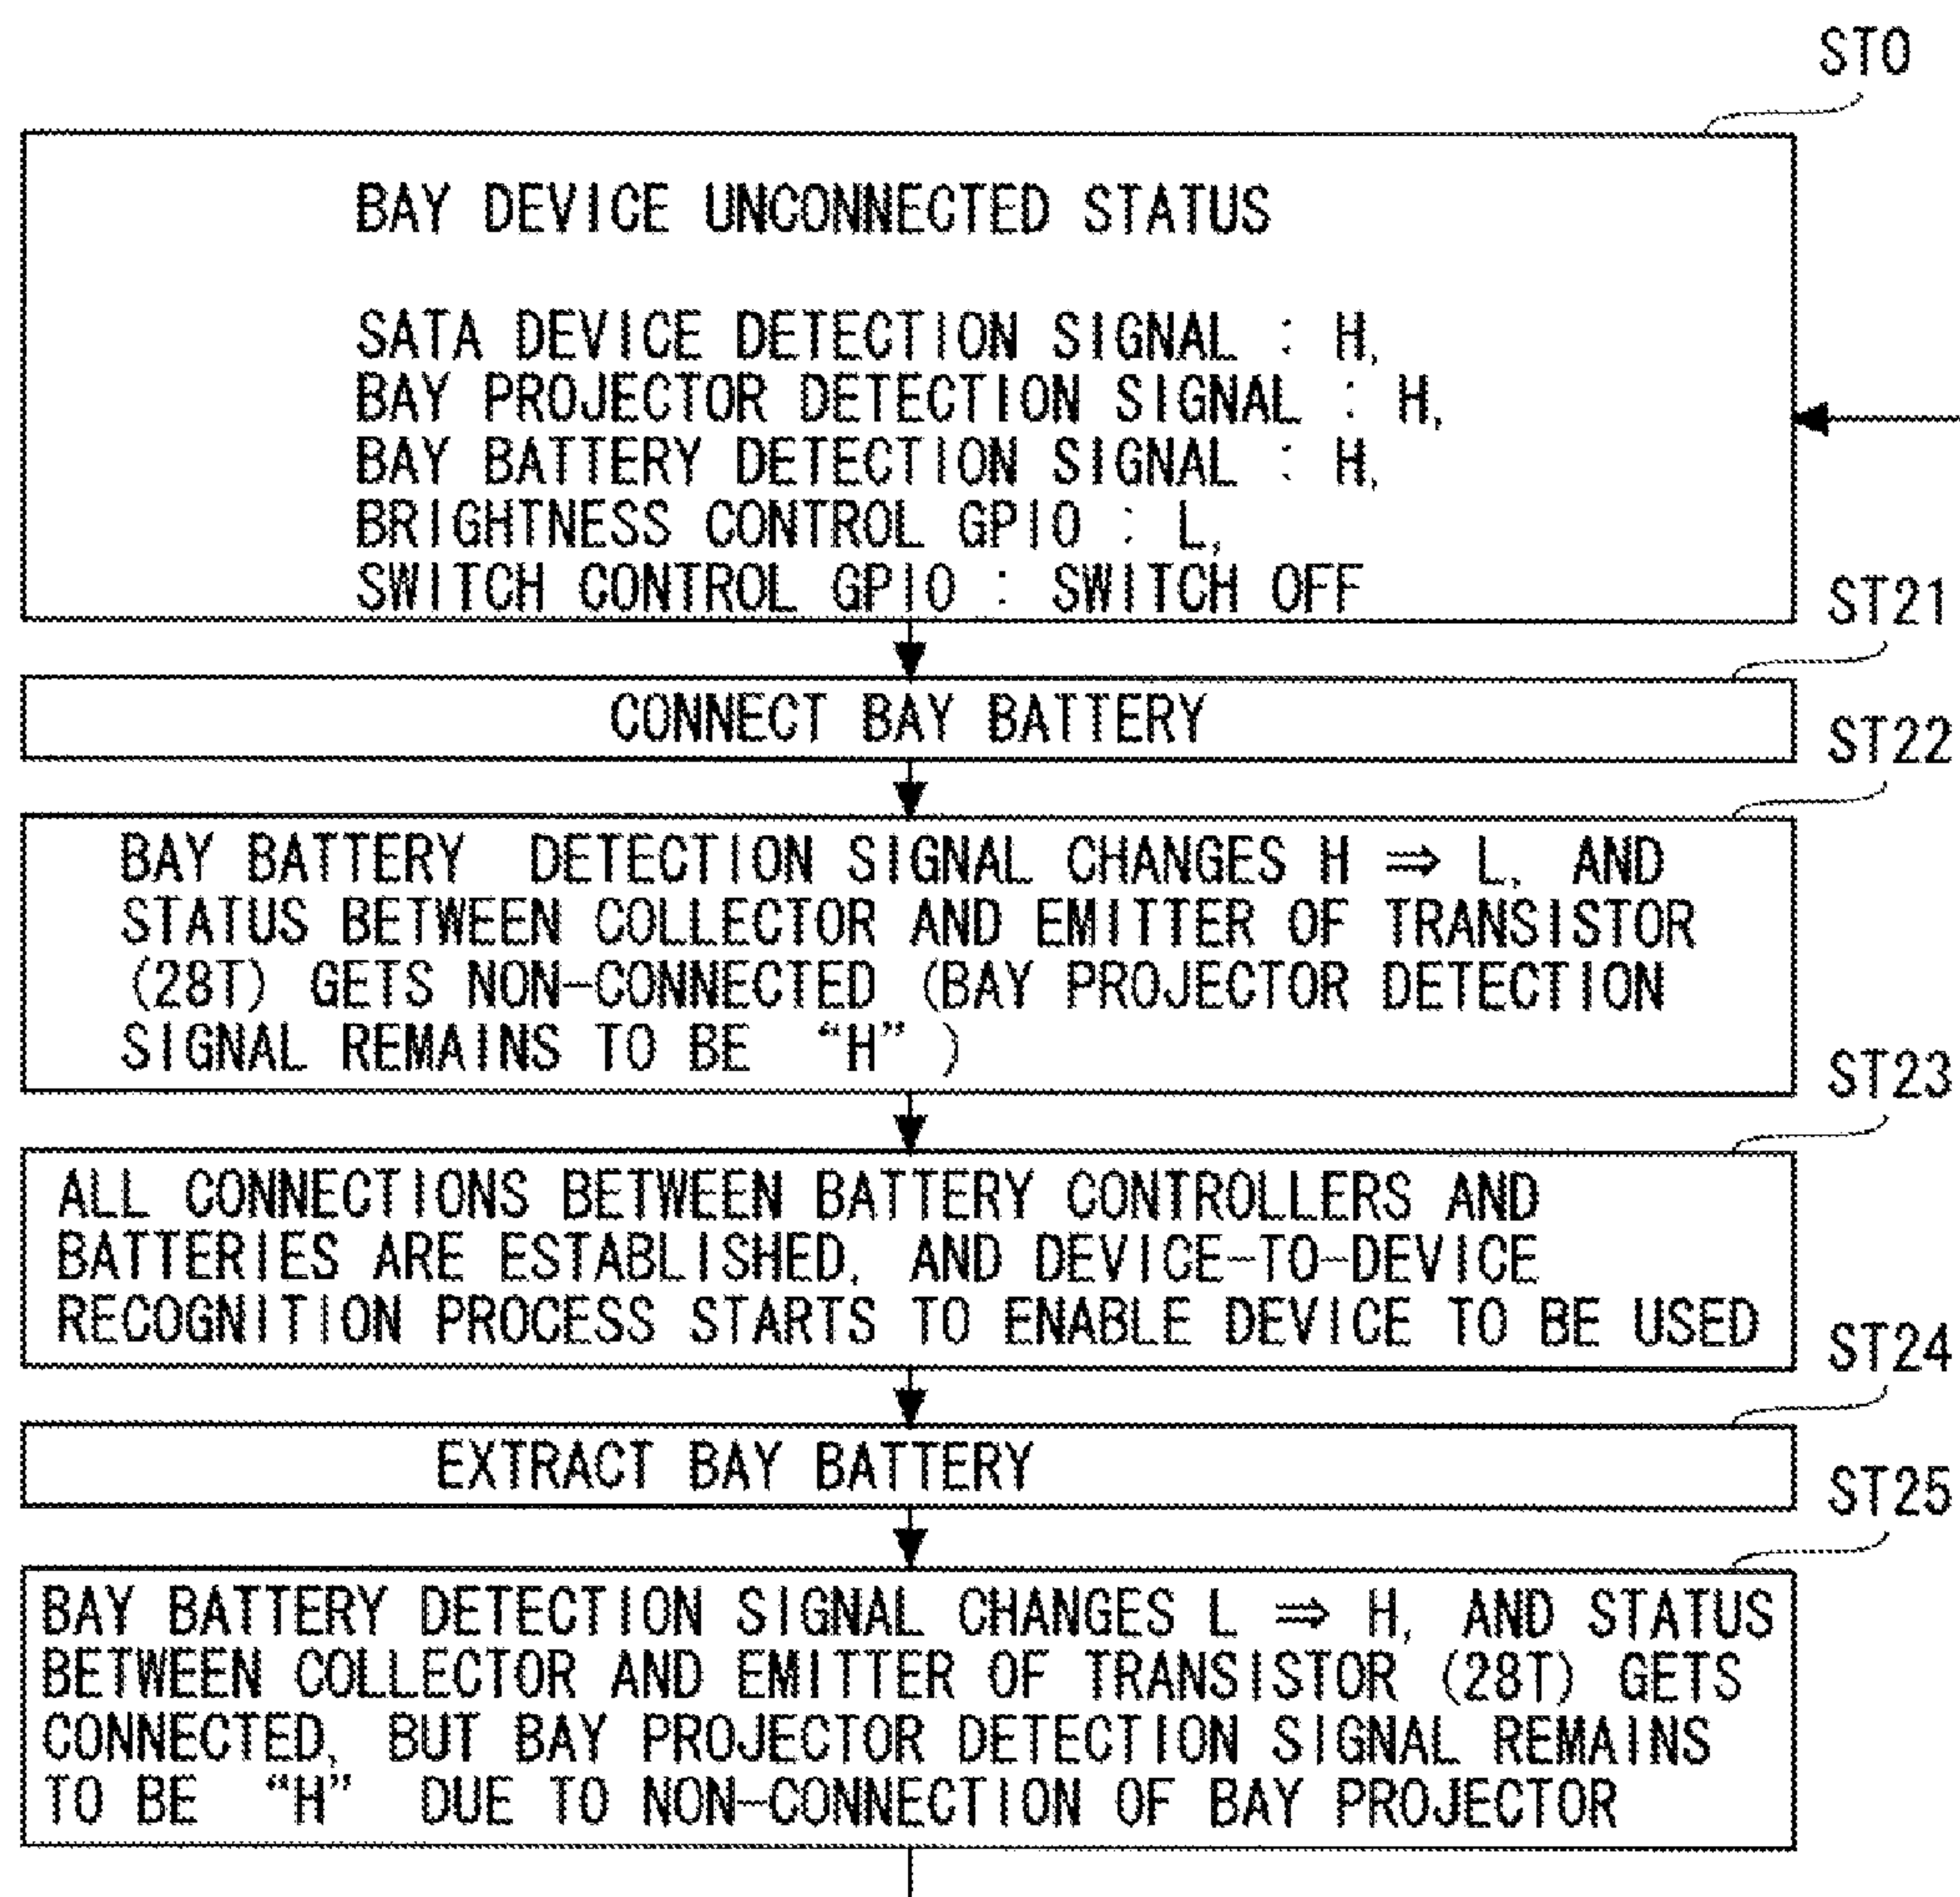 ST0
BAY DEVICE UNCONNECTED STATUS
SATA DEVICE DETECTION SIGNAL : H,
BAY PROJECTOR DETECTION SIGNAL : H,
BAY BATTERY DETECTION SIGNAL : H,
BRIGHTNESS CONTROL GPIO : L,
SWITCH CONTROL GPIO : SWITCH OFF
ST21
CONNECT BAY BATTERY
ST22
BAY BATTERY DETECTION SIGNAL CHANGES H ⇒ L, AND
STATUS BETWEEN COLLECTOR AND EMITTER OF TRANSISTOR
(28T) GETS NON-CONNECTED (BAY PROJECTOR DETECTION
SIGNAL REMAINS TO BE “H” )
ST23
ALL CONNECTIONS BETWEEN BATTERY CONTROLLERS AND
BATTERIES ARE ESTABLISHED, AND DEVICE-TO-DEVICE
RECOGNITION PROCESS STARTS TO ENABLE DEVICE TO BE USED
ST24
EXTRACT BAY BATTERY
ST25
BAY BATTERY DETECTION SIGNAL CHANGES L ⇒ H, AND STATUS
BETWEEN COLLECTOR AND EMITTER OF TRANSISTOR (28T) GETS
CONNECTED, BUT BAY PROJECTOR DETECTION SIGNAL REMAINS
TO BE “H” DUE TO NON-CONNECTION OF BAY PROJECTOR